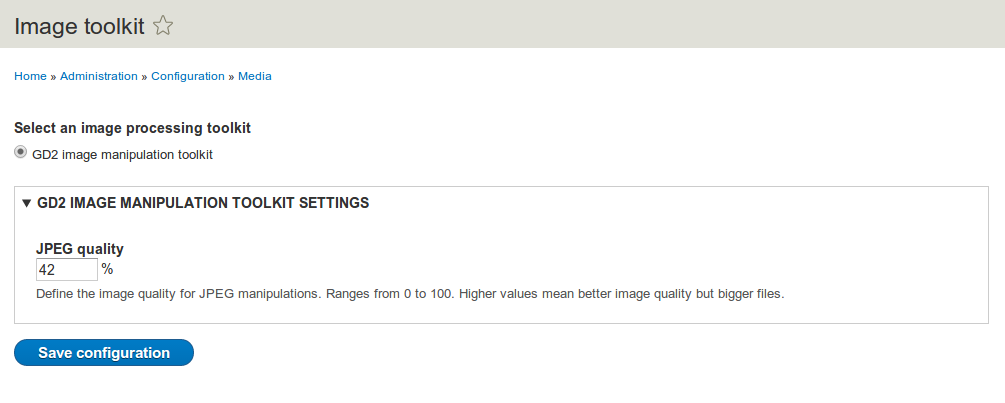 Image toolkit
Home » Administration » Configuration » Media
Select an image processing toolkit
GD2 image manipulation toolkit
GD2 IMAGE MANIPULATION TOOLKIT SETTINGS
JPEG quality
42 %
Define the image quality for JPEG manipulations. Ranges from 0 to 100. Higher values mean better image quality but bigger files.
Save configuration